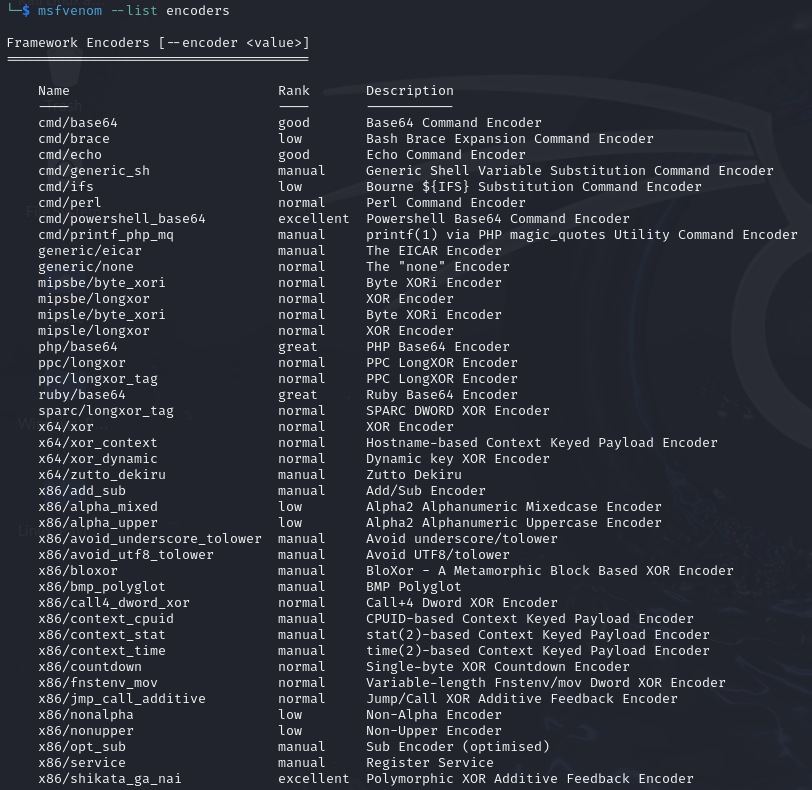 └─$ msfvenom --list encoders
Framework Encoders [--encoder <value>]
======================================
Name Rank Description
---- ---- -----------
cmd/base64 good Base64 Command Encoder
cmd/brace low Bash Brace Expansion Command Encoder
cmd/echo good Echo Command Encoder
cmd/generic_sh manual Generic Shell Variable Substitution Command Encoder
cmd/ifs low Bourne ${IFS} Substitution Command Encoder
cmd/perl normal Perl Command Encoder
cmd/powershell_base64 excellent Powershell Base64 Command Encoder
cmd/printf_php_mq manual printf(1) via PHP magic_quotes Utility Command Encoder
generic/eicar manual The EICAR Encoder
generic/none normal The "none" Encoder
mipsbe/byte_xori normal Byte XORi Encoder
mipsbe/longxor normal XOR Encoder
mipsle/byte_xori normal Byte XORi Encoder
mipsle/longxor normal XOR Encoder
php/base64 great PHP Base64 Encoder
ppc/longxor normal PPC LongXOR Encoder
ppc/longxor_tag normal PPC LongXOR Encoder
ruby/base64 great Ruby Base64 Encoder
sparc/longxor_tag normal SPARC DWORD XOR Encoder
x64/xor normal XOR Encoder
x64/xor_context normal Hostname-based Context Keyed Payload Encoder
x64/xor_dynamic normal Dynamic key XOR Encoder
x64/zutto_dekiru manual Zutto Dekiru
x86/add_sub manual Add/Sub Encoder
x86/alpha_mixed low Alpha2 Alphanumeric Mixedcase Encoder
x86/alpha_upper low Alpha2 Alphanumeric Uppercase Encoder
x86/avoid_underscore_tolower manual Avoid underscore/tolower
x86/avoid_utf8_tolower manual Avoid UTF8/tolower
x86/bloxor manual BloXor - A Metamorphic Block Based XOR Encoder
x86/bmp_polyglot manual BMP Polyglot
x86/call4_dword_xor normal Call+4 Dword XOR Encoder
x86/context_cpuid manual CPUID-based Context Keyed Payload Encoder
x86/context_stat manual stat(2)-based Context Keyed Payload Encoder
x86/context_time manual time(2)-based Context Keyed Payload Encoder
x86/countdown normal Single-byte XOR Countdown Encoder
x86/fnstenv_mov normal Variable-length Fnstenv/mov Dword XOR Encoder
x86/jmp_call_additive normal Jump/Call XOR Additive Feedback Encoder
x86/nonalpha low Non-Alpha Encoder
x86/nonupper low Non-Upper Encoder
x86/opt_sub manual Sub Encoder (optimised)
x86/service manual Register Service
x86/shikata_ga_nai excellent Polymorphic XOR Additive Feedback Encoder